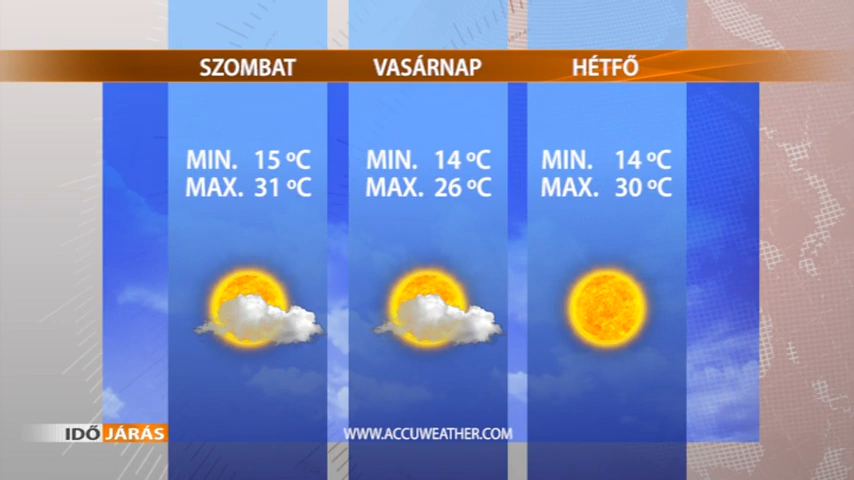 SZOMBAT VASÁRNAP HÉTFŐ
MIN. 15 ºC MIN. 14 ºC MIN. 14 ºC
MAX. 31 ºC MAX. 26 ºC MAX. 30 ºC
IDŐJÁRÁS WWW.ACCUWEATHER.COM